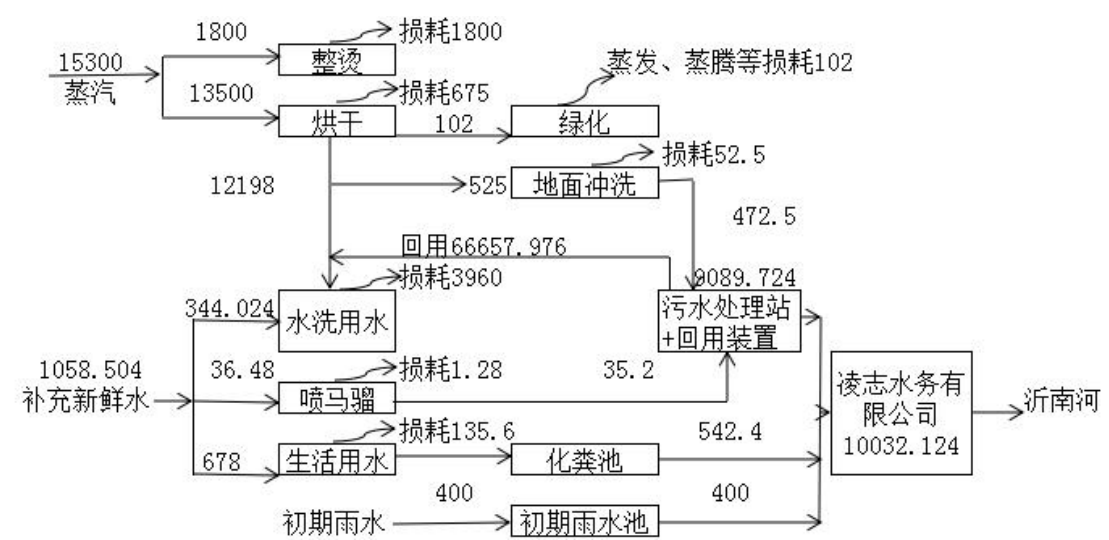 1800
损耗1800
15300
蒸汽
整烫
蒸发、蒸腾等损耗102
13500
损耗675
烘干
102
绿化
损耗52.5
12198
525
地面冲洗
472.5
回用66657.976
损耗3960
9089.724
344.024
水洗用水
污水处理站
+回用装置
1058.504
补充新鲜水
36.48
损耗1.28
35.2
喷马骝
凌志水务有
限公司
10032.124
沂南河
损耗135.6
542.4
678
生活用水
化粪池
400
400
初期雨水
初期雨水池